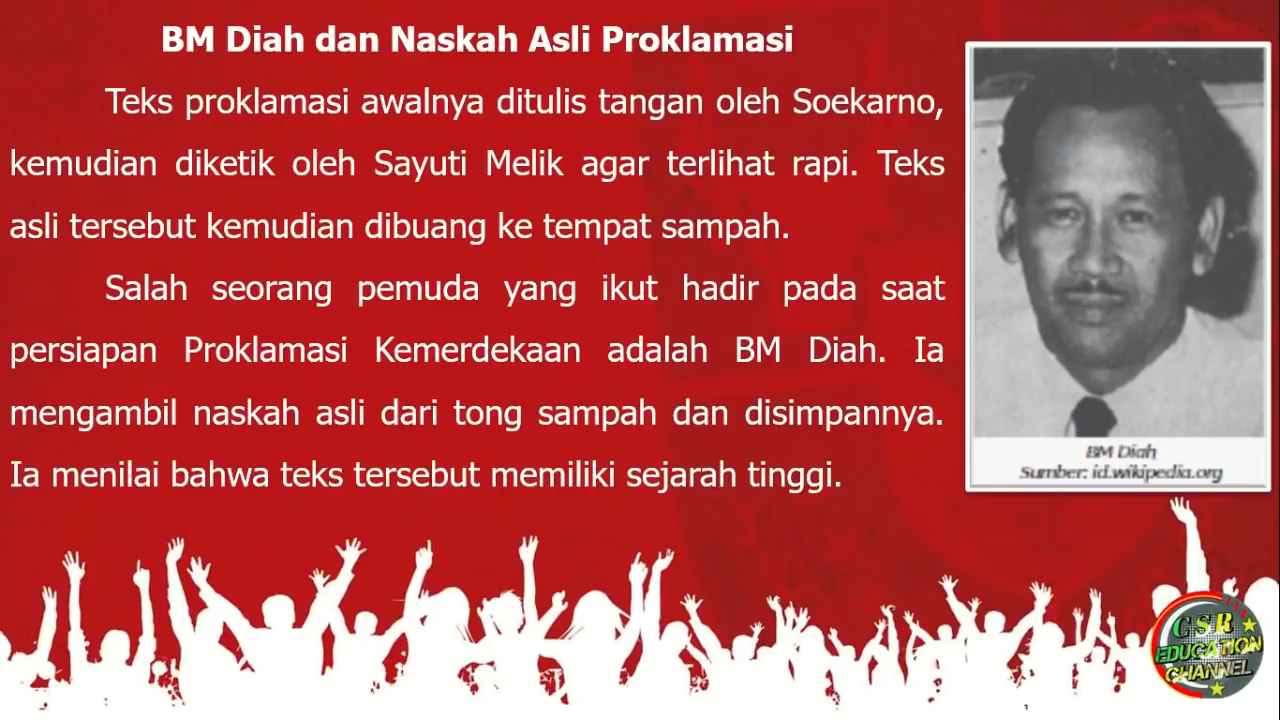 BM Diah dan Naskah Asli Proklamasi
Teks proklamasi awalnya ditulis tangan oleh Soekarno,
kemudian diketik oleh Sayuti Melik agar terlihat rapi. Teks
asli tersebut kemudian dibuang ke tempat sampah.
Salah seorang pemuda yang ikut hadir pada saat
persiapan Proklamasi Kemerdekaan adalah BM Diah. Ia
mengambil naskah asli dari tong sampah dan disimpannya.
Ia menilai bahwa teks tersebut memiliki sejarah tinggi.
BM Diah
Sumber: id.wikipedia.org
GSR
EDUCATION
CHANNEL